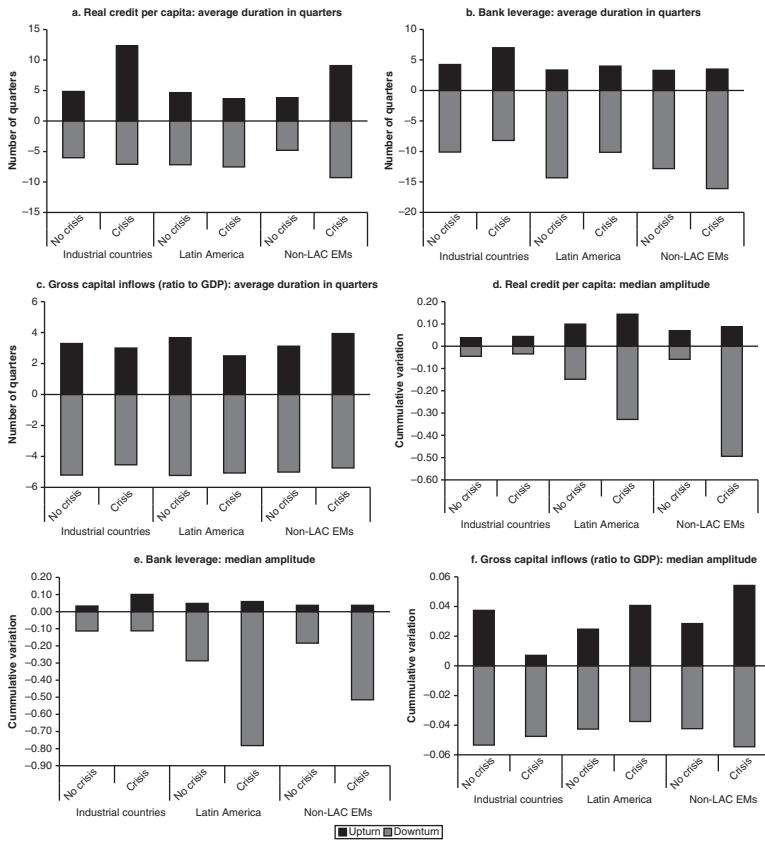 a. Real credit per capita: average duration in quarters
15
10
5
0
–5
–10
–15
Number of quarters
No crisis
Crisis
No crisis
Crisis
No crisis
Crisis
Industrial countries
Latin America
Non-LAC EMs
b. Bank leverage: average duration in quarters
10
5
0
–5
–10
–15
–20
Number of quarters
No crisis
Crisis
No crisis
Crisis
No crisis
Crisis
Industrial countries
Latin America
Non-LAC EMs
c. Gross capital inflows (ratio to GDP): average duration in quarters
6
4
2
0
–2
–4
–6
Number of quarters
No crisis
Crisis
No crisis
Crisis
No crisis
Crisis
Industrial countries
Latin America
Non-LAC EMs
d. Real credit per capita: median amplitude
0.20
0.10
0
–0.10
–0.20
–0.30
–0.40
–0.50
–0.60
Cummulative variation
No crisis
Crisis
No crisis
Crisis
No crisis
Crisis
Industrial countries
Latin America
Non-LAC EMs
e. Bank leverage: median amplitude
0.20
0.10
0.00
–0.10
–0.20
–0.30
–0.40
–0.50
–0.60
–0.70
–0.80
–0.90
Cummulative variation
No crisis
Crisis
No crisis
Crisis
No crisis
Crisis
Industrial countries
Latin America
Non-LAC EMs
f. Gross capital inflows (ratio to GDP): median amplitude
0.06
0.04
0.02
0
–0.02
–0.04
–0.06
Cummulative variation
No crisis
Crisis
No crisis
Crisis
No crisis
Crisis
Industrial countries
Latin America
Non-LAC EMs
Upturn Downturn